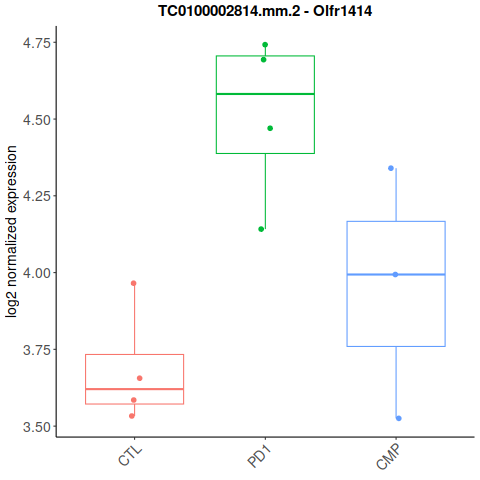 TC0100002814.mm.2 - Olfr1414
log2 normalized expression
4.75
4.50
4.25
4.00
3.75
3.50
CTL
PD1
CMP